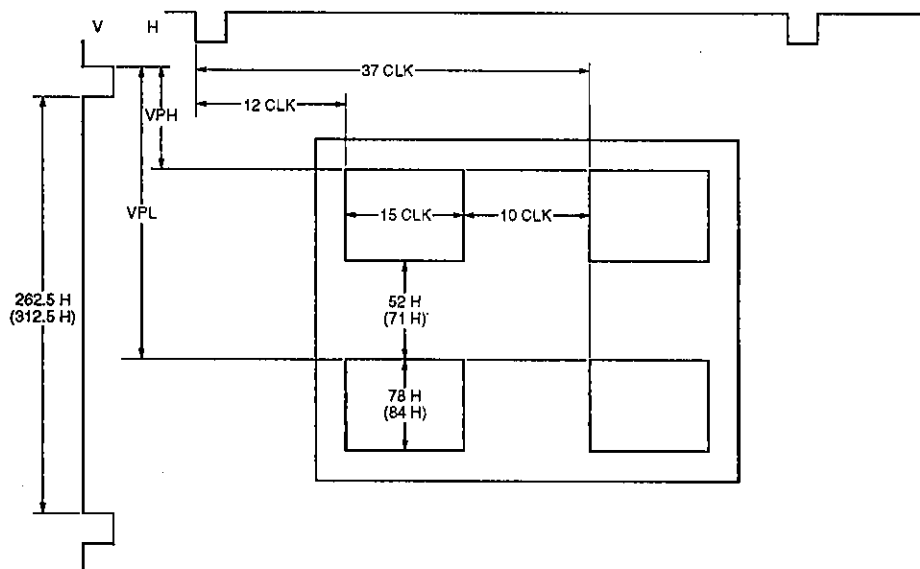 V H
37 CLK
12 CLK
VPH
VPL
15 CLK
10 CLK
262.5 H
(312.5 H)
52 H
(71 H)
78 H
(84 H)